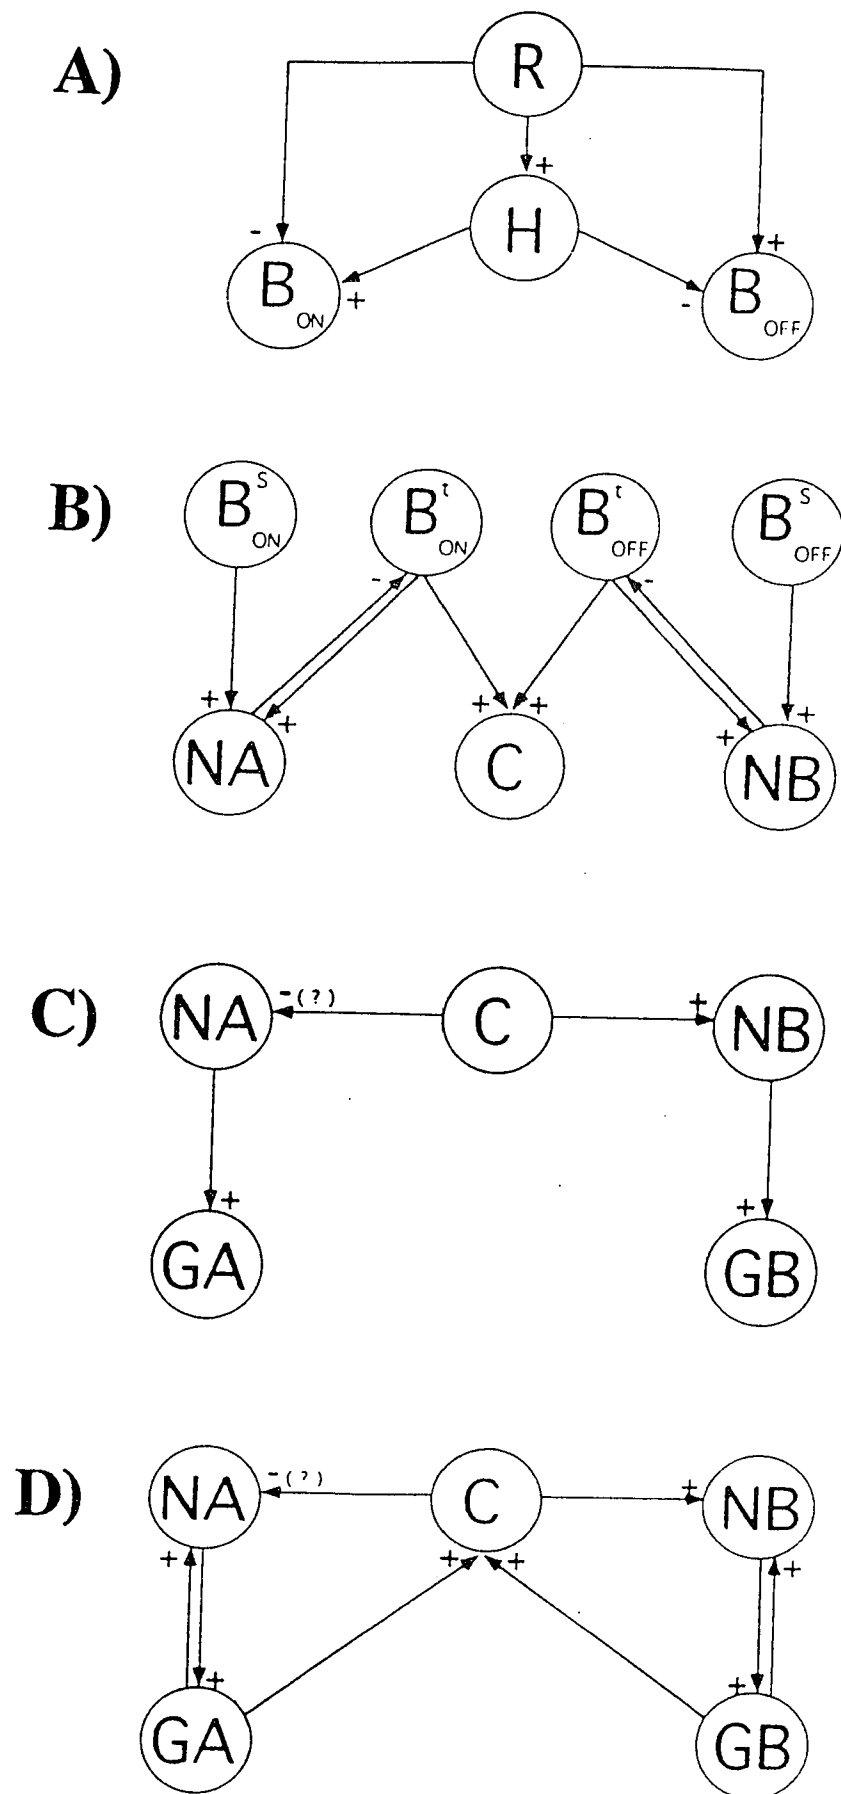 A)
R
+
H
-
+
B ON
+
-
B OFF
B)
B S ON
B t ON
B t OFF
B S OFF
-
-
+
+
+
+
+
+
NA
C
NB
C)
NA
-(?)
C
+
NB
+
+
GA
GB
D)
NA
-(?)
C
+
NB
+
+
+
+
+
+
GA
GB